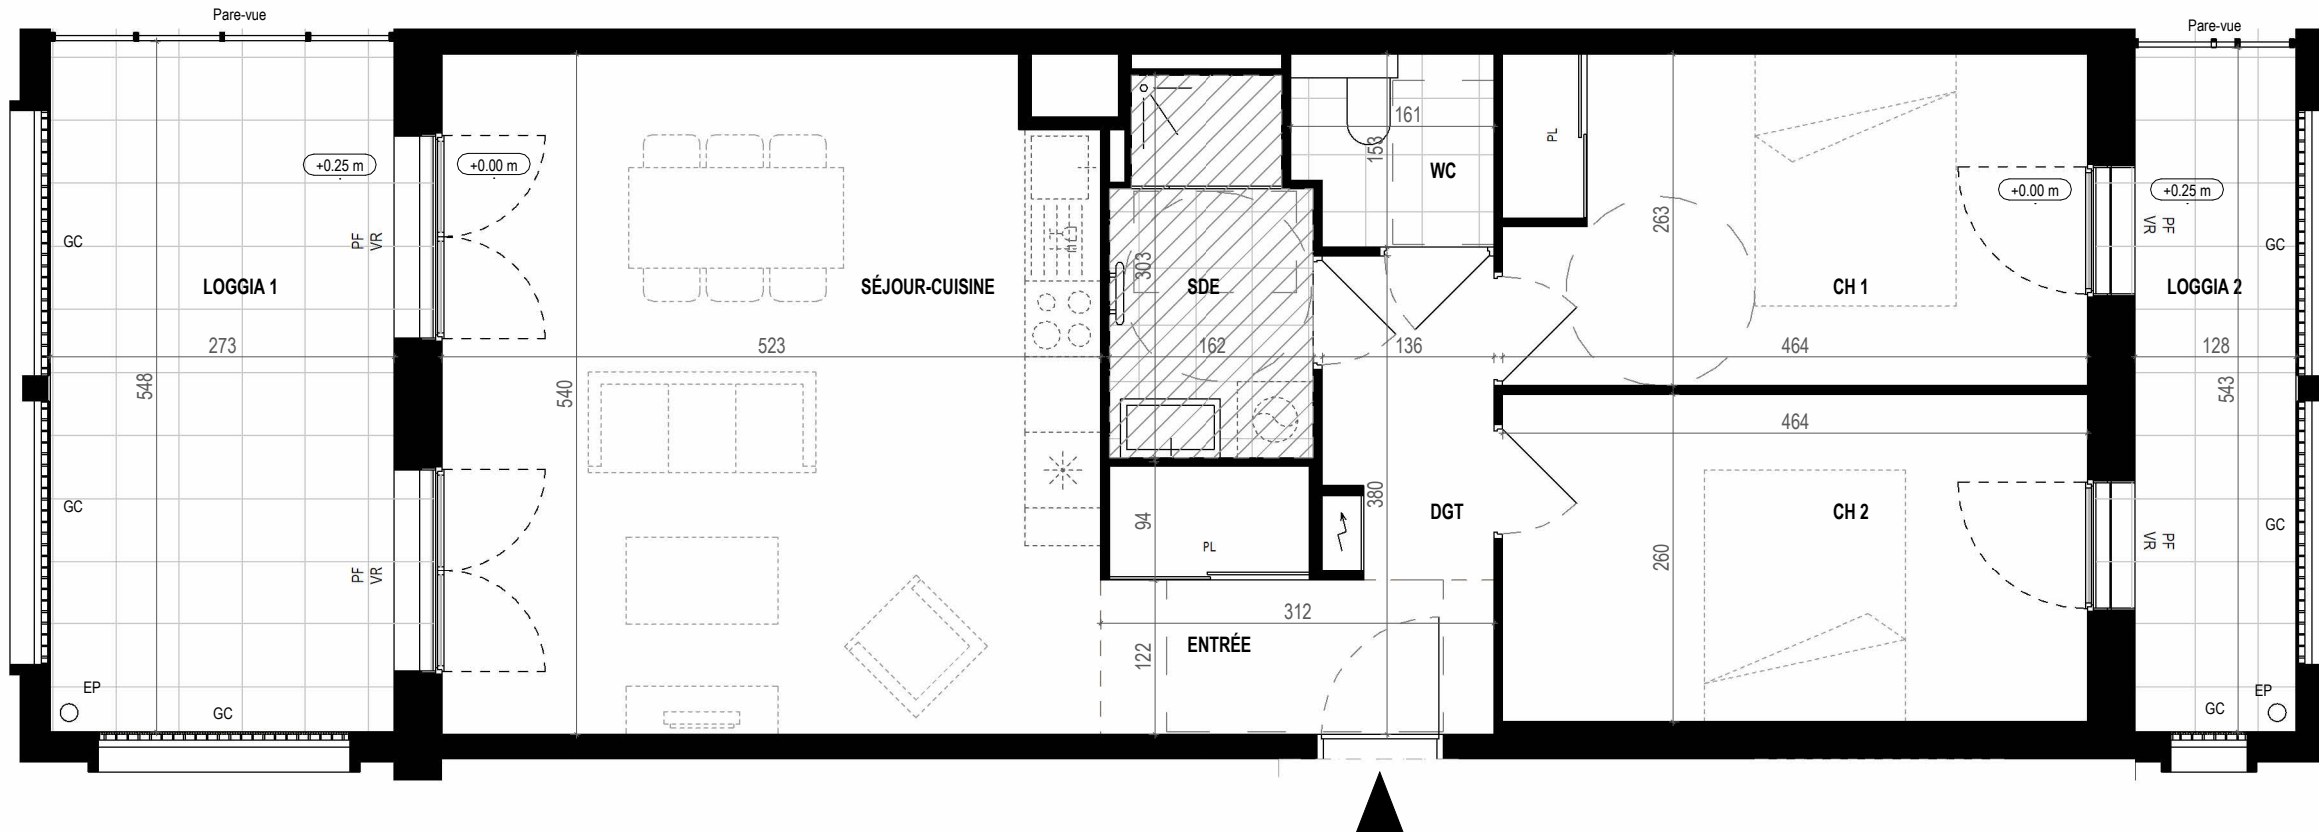 Pare-vue
Pare-vue
+0.25 m
+0.00 m
161
153
WC
PL
+0.00 m
+0.25 m
GC
PF
VR
263
PF
VR
GC
LOGGIA 1
SÉJOUR-CUISINE
303
SDE
CH 1
LOGGIA 2
273
523
162
136
464
128
548
540
543
464
GC
380
94
DGT
CH 2
GC
PF
VR
PL
260
PF
VR
312
122
ENTRÉE
EP
GC
EP
GC